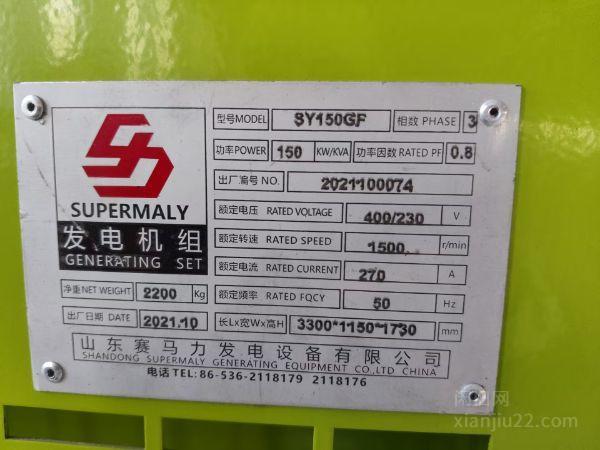 型号MODEL SY150GF 相数 PHASE 3
功率POWER 150 KW/KVA 功率因数 RATED PF 0.8
出厂编号 NO. 2021100074
额定电压 RATED VOLTAGE 400/230 V
额定转速 RATED SPEED 1500 r/min
额定电流 RATED CURRENT 270 A
额定频率 RATED FQCY 50 Hz
长Lx宽Wx高H 3300*1150*1730 mm
SUPERMALY
发电机组
GENERATING SET
净重 NET WEIGHT 2200 Kg
出厂日期 DATE 2021.10
山东赛马力发电设备有限公司
SHANDONG SUPERMALY GENERATING EQUIPMENT CO.,LTD CHINA
电话 TEL: 86-536-2118179 2118176
xianjiu22.com